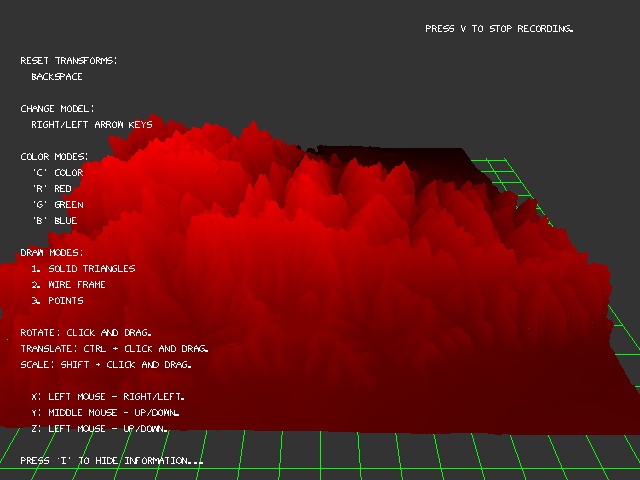 PRESS V TO STOP RECORDING.
RESET TRANSFORMS:
BACKSPACE
CHANGE MODEL:
RIGHT/LEFT ARROW KEYS
COLOR MODES:
'C' COLOR
'R' RED
'G' GREEN
'B' BLUE
DRAW MODES:
1. SOLID TRIANGLES
2. WIRE FRAME
3. POINTS
ROTATE: CLICK AND DRAG.
TRANSLATE: CTRL + CLICK AND DRAG.
SCALE: SHIFT + CLICK AND DRAG.
X: LEFT MOUSE - RIGHT/LEFT.
Y: MIDDLE MOUSE - UP/DOWN.
Z: LEFT MOUSE - UP/DOWN.
PRESS 'I' TO HIDE INFORMATION...